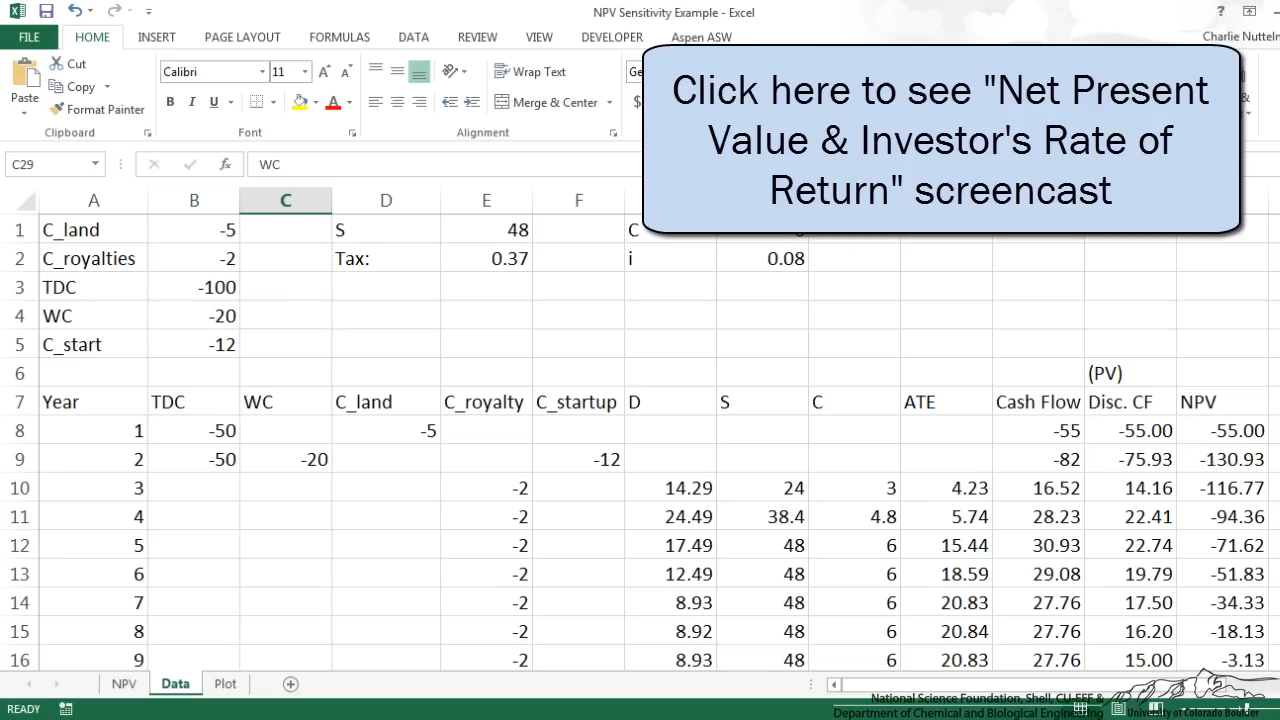 NPV Sensitivity Example - Excel
?
FILE HOME INSERT PAGE LAYOUT FORMULAS DATA REVIEW VIEW DEVELOPER Aspen ASW Charlie Nutteln
Paste
Cut
Copy
Format Painter
Calibri 11 A A
B I U A
Wrap Text
Merge & Center
Ge
$
Clipboard Font Alignment
Click here to see "Net Present
Value & Investor's Rate of
Return" screencast
C29 fx WC
A B C D E F
1 C_land -5 S 48 C
2 C_royalties -2 Tax: 0.37 i 0.08
3 TDC -100
4 WC -20
5 C_start -12
6 (PV)
7 Year TDC WC C_land C_royalty C_startup D S C ATE Cash Flow Disc. CF NPV
8 1 -50 -5 -55 -55.00 -55.00
9 2 -50 -20 -12 -82 -75.93 -130.93
10 3 -2 14.29 24 3 4.23 16.52 14.16 -116.77
11 4 -2 24.49 38.4 4.8 5.74 28.23 22.41 -94.36
12 5 -2 17.49 48 6 15.44 30.93 22.74 -71.62
13 6 -2 12.49 48 6 18.59 29.08 19.79 -51.83
14 7 -2 8.93 48 6 20.83 27.76 17.50 -34.33
15 8 -2 8.92 48 6 20.84 27.76 16.20 -18.13
16 9 -2 8.93 48 6 20.83 27.76 15.00 -3.13
NPV Data Plot
National Science Foundation, Shell, CU-EEF &
READY Department of Chemical and Biological Engineering University of Colorado Boulder